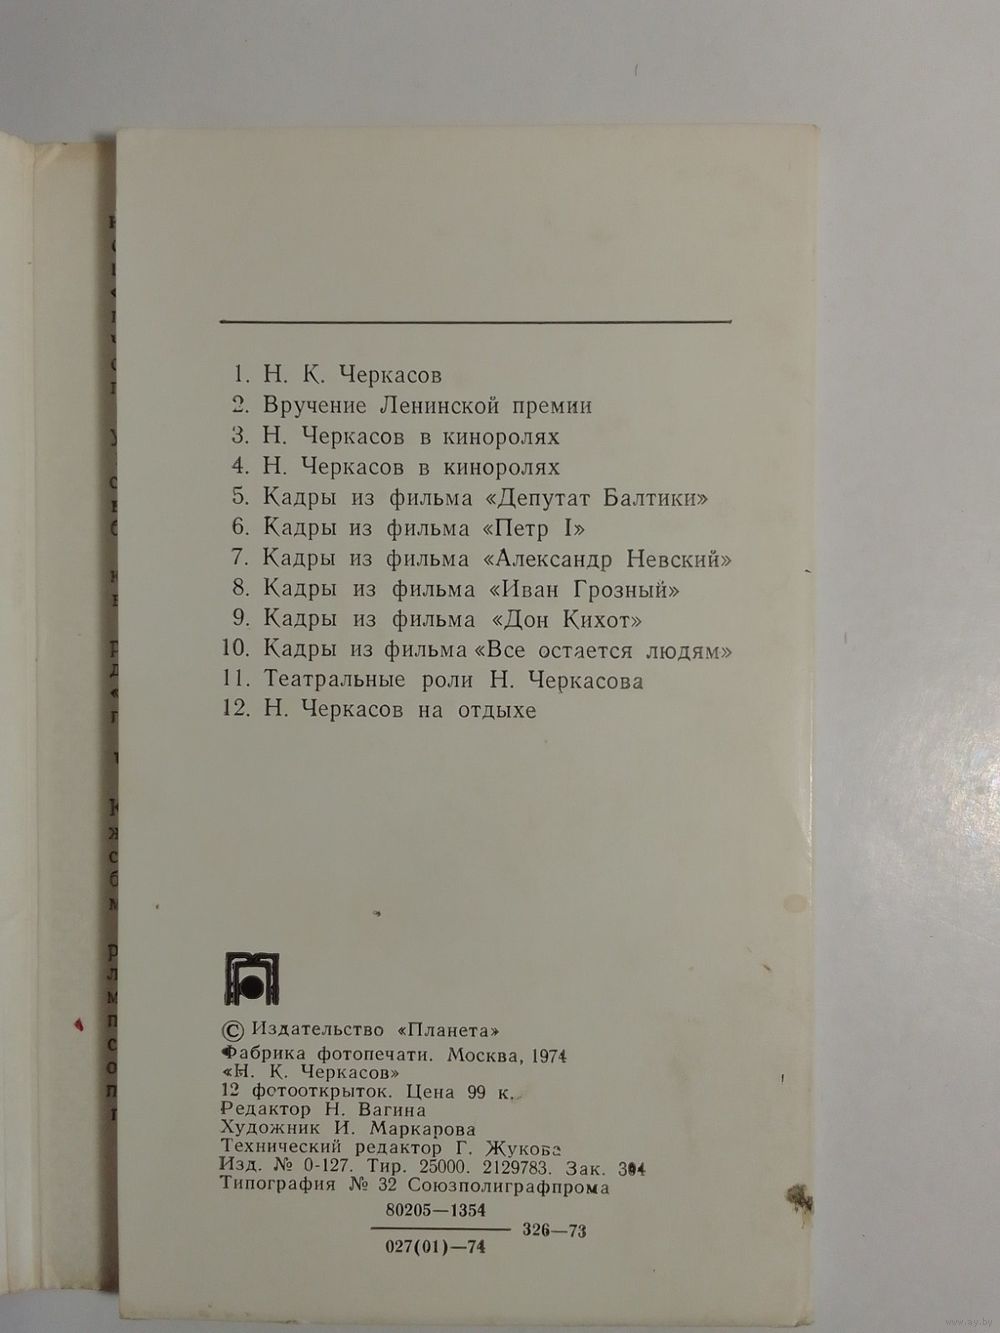 1. Н. К. Черкасов
2. Вручение Ленинской премии
3. Н. Черкасов в киноролях
4. Н. Черкасов в киноролях
5. Кадры из фильма «Депутат Балтики»
6. Кадры из фильма «Петр I»
7. Кадры из фильма «Александр Невский»
8. Кадры из фильма «Иван Грозный»
9. Кадры из фильма «Дон Кихот»
10. Кадры из фильма «Все остается людям»
11. Театральные роли Н. Черкасова
12. Н. Черкасов на отдыхе
© Издательство «Планета»
Фабрика фотопечати. Москва, 1974
«Н. К. Черкасов»
12 фотооткрыток. Цена 99 к.
Редактор Н. Вагина
Художник И. Маркарова
Технический редактор Г. Жукова
Изд. № 0-127. Тир. 25000. 2129783. Зак. 304
Типография № 32 Союзполиграфпрома
80205—1354
326—73
027(01)—74
www.ay.by